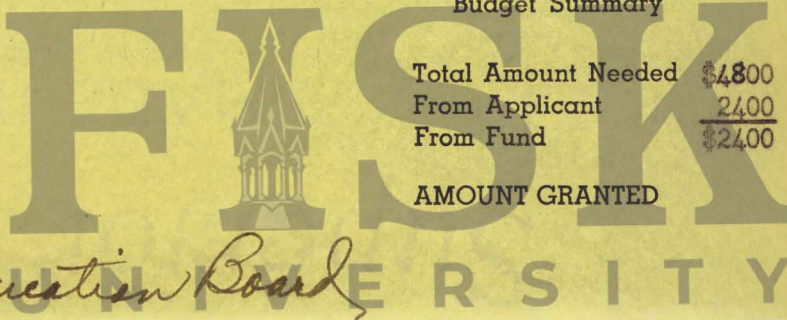 Budget Summary
Total Amount Needed $4800
From Applicant 2400
From Fund $2400
AMOUNT GRANTED
Board
FISK
UNIVERSITY